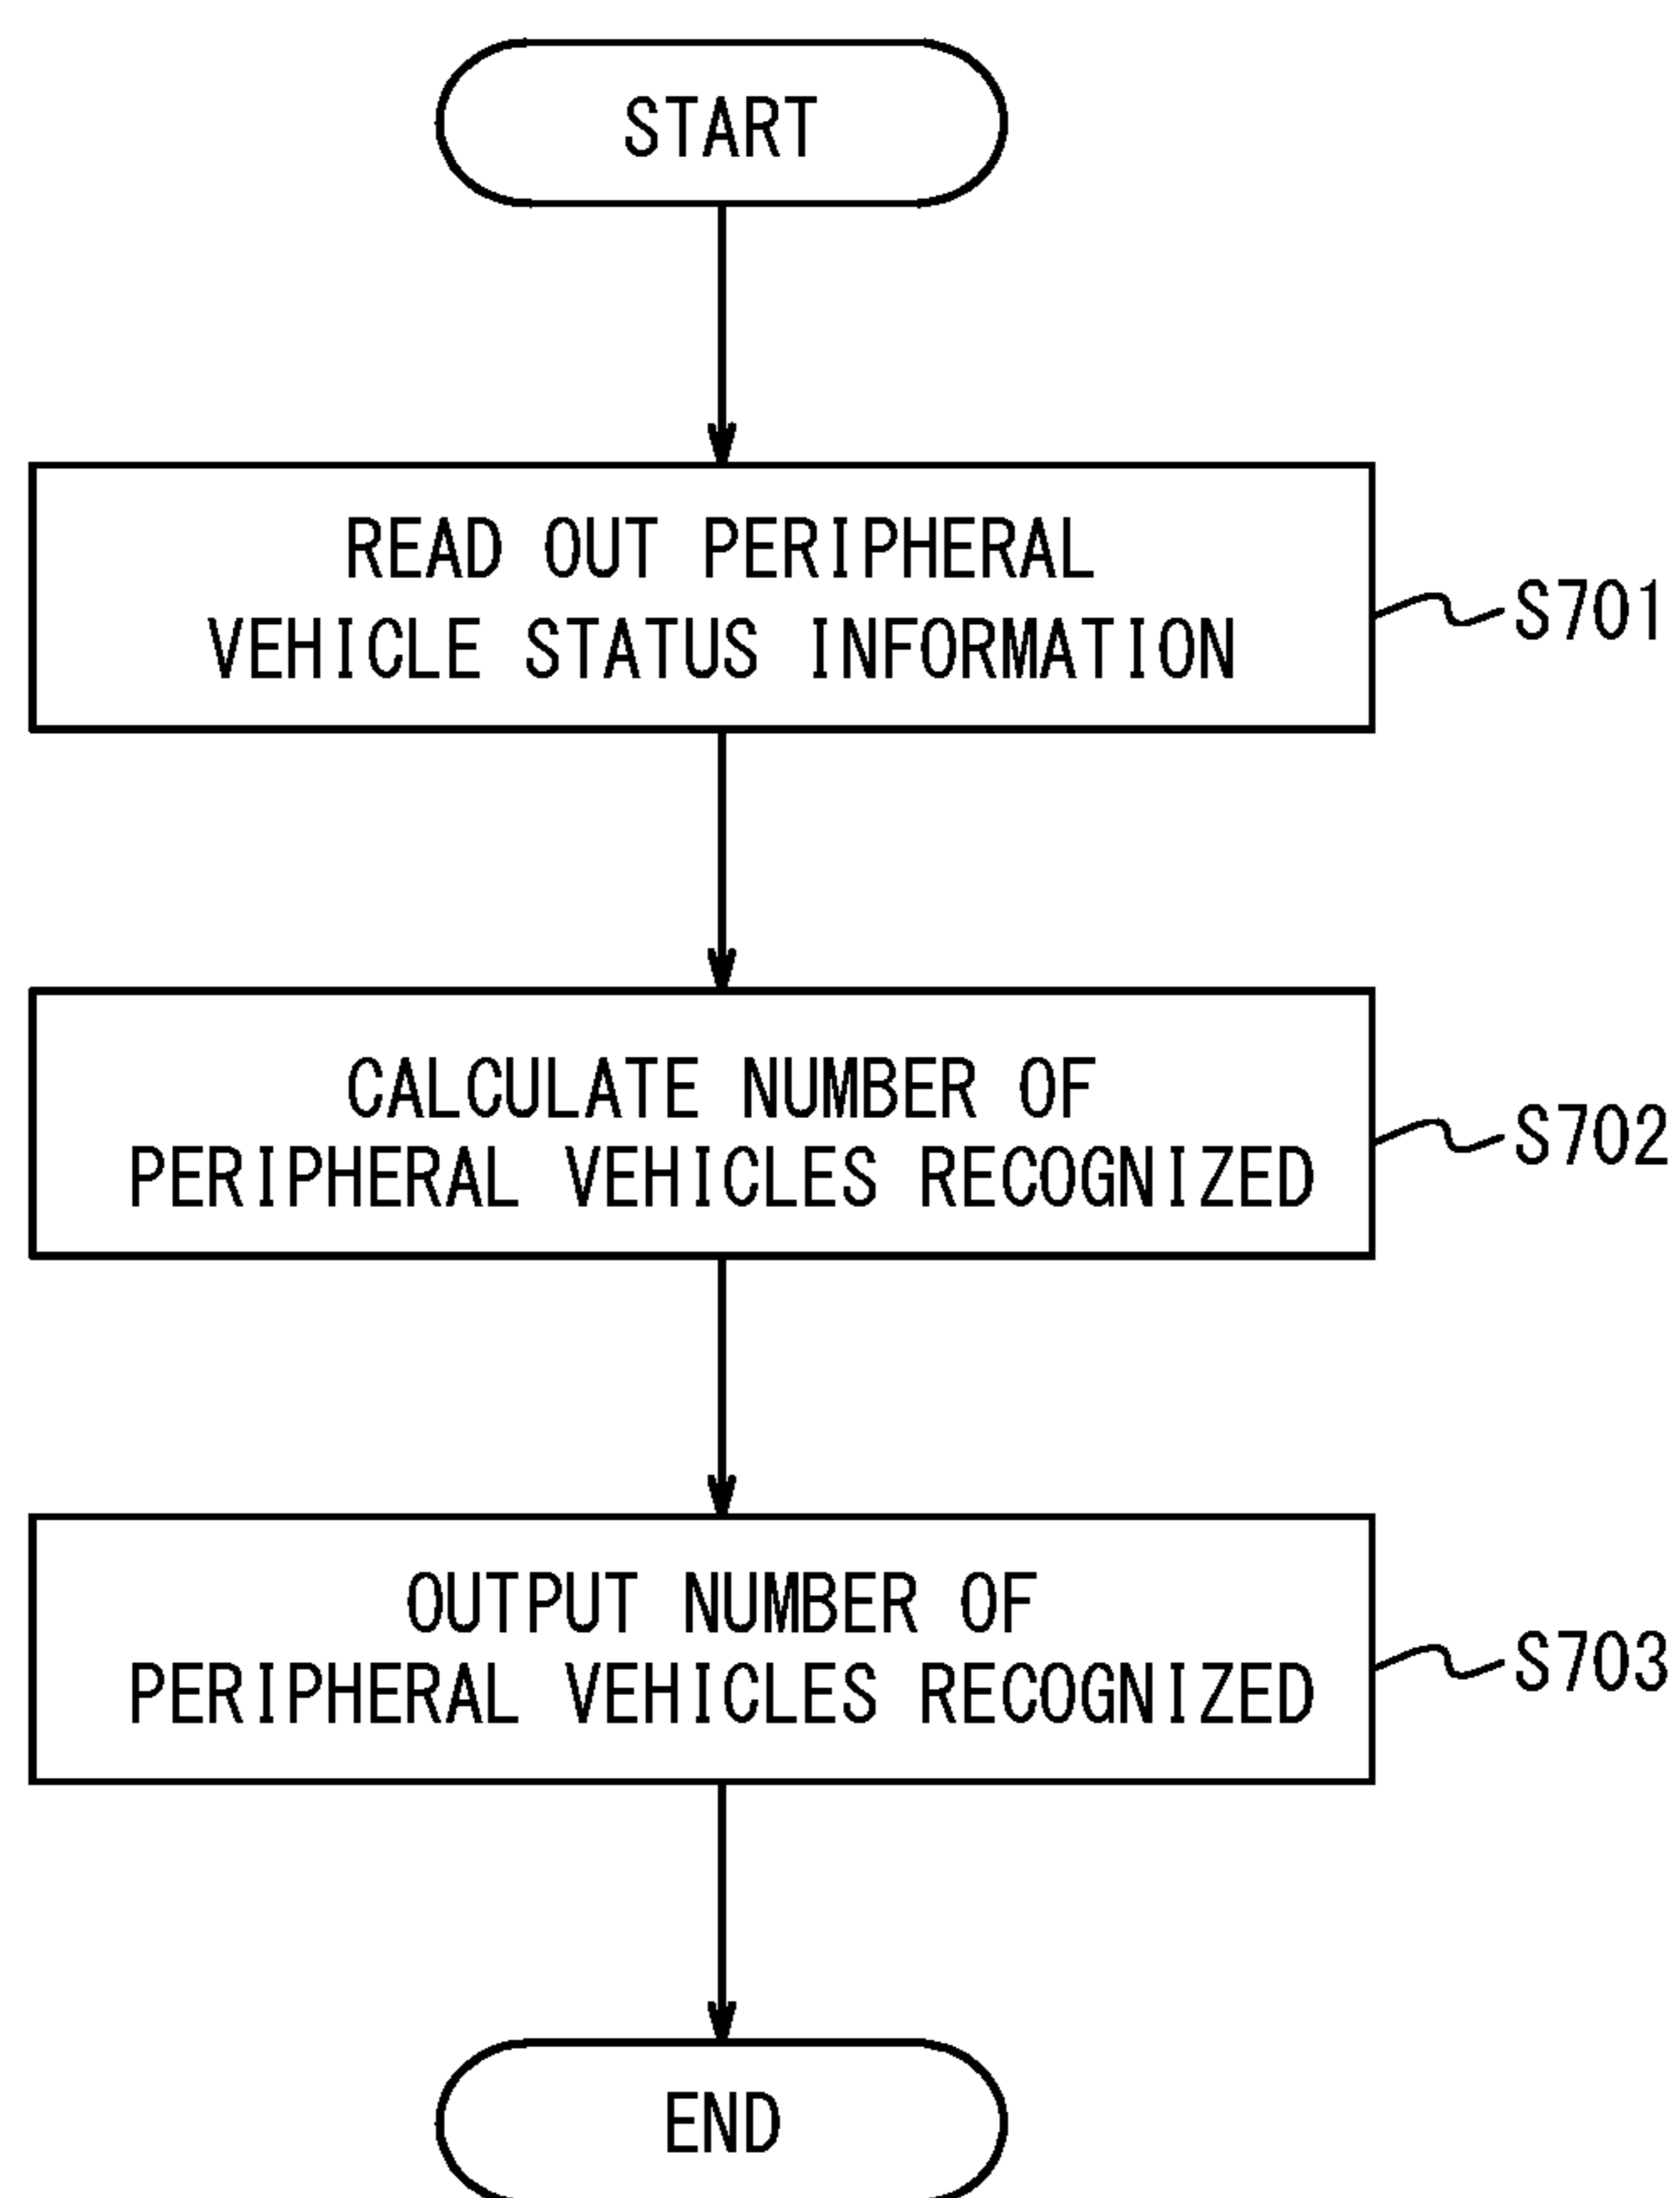 START
READ OUT PERIPHERAL
VEHICLE STATUS INFORMATION
S701
CALCULATE NUMBER OF
PERIPHERAL VEHICLES RECOGNIZED
S702
OUTPUT NUMBER OF
PERIPHERAL VEHICLES RECOGNIZED
S703
END